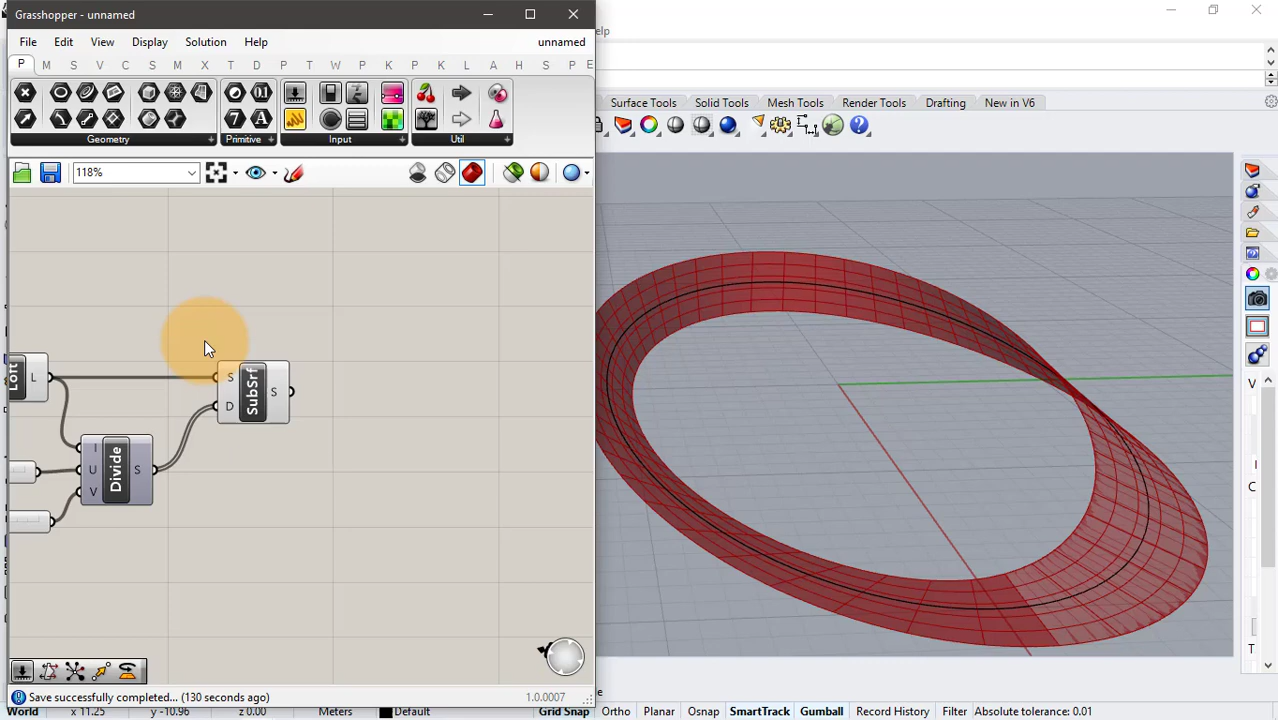 Grasshopper - unnamed
File Edit View Display Solution Help unnamed
elp
P M S V C S M X T D P T W P K P K U L A H S P E
Surface Tools Solid Tools Mesh Tools Render Tools Drafting New in V6
Geometry Primitive Input Util
118%
Loft L
S D SubSrf S
I U V Divide S
V
I
C
T
Save successfully completed... (130 seconds ago) 1.0.0007
World x 11.25 y -10.96 z 0.00 Meters Default Grid Snap Ortho Planar Osnap SmartTrack Gumball Record History Filter Absolute tolerance: 0.01